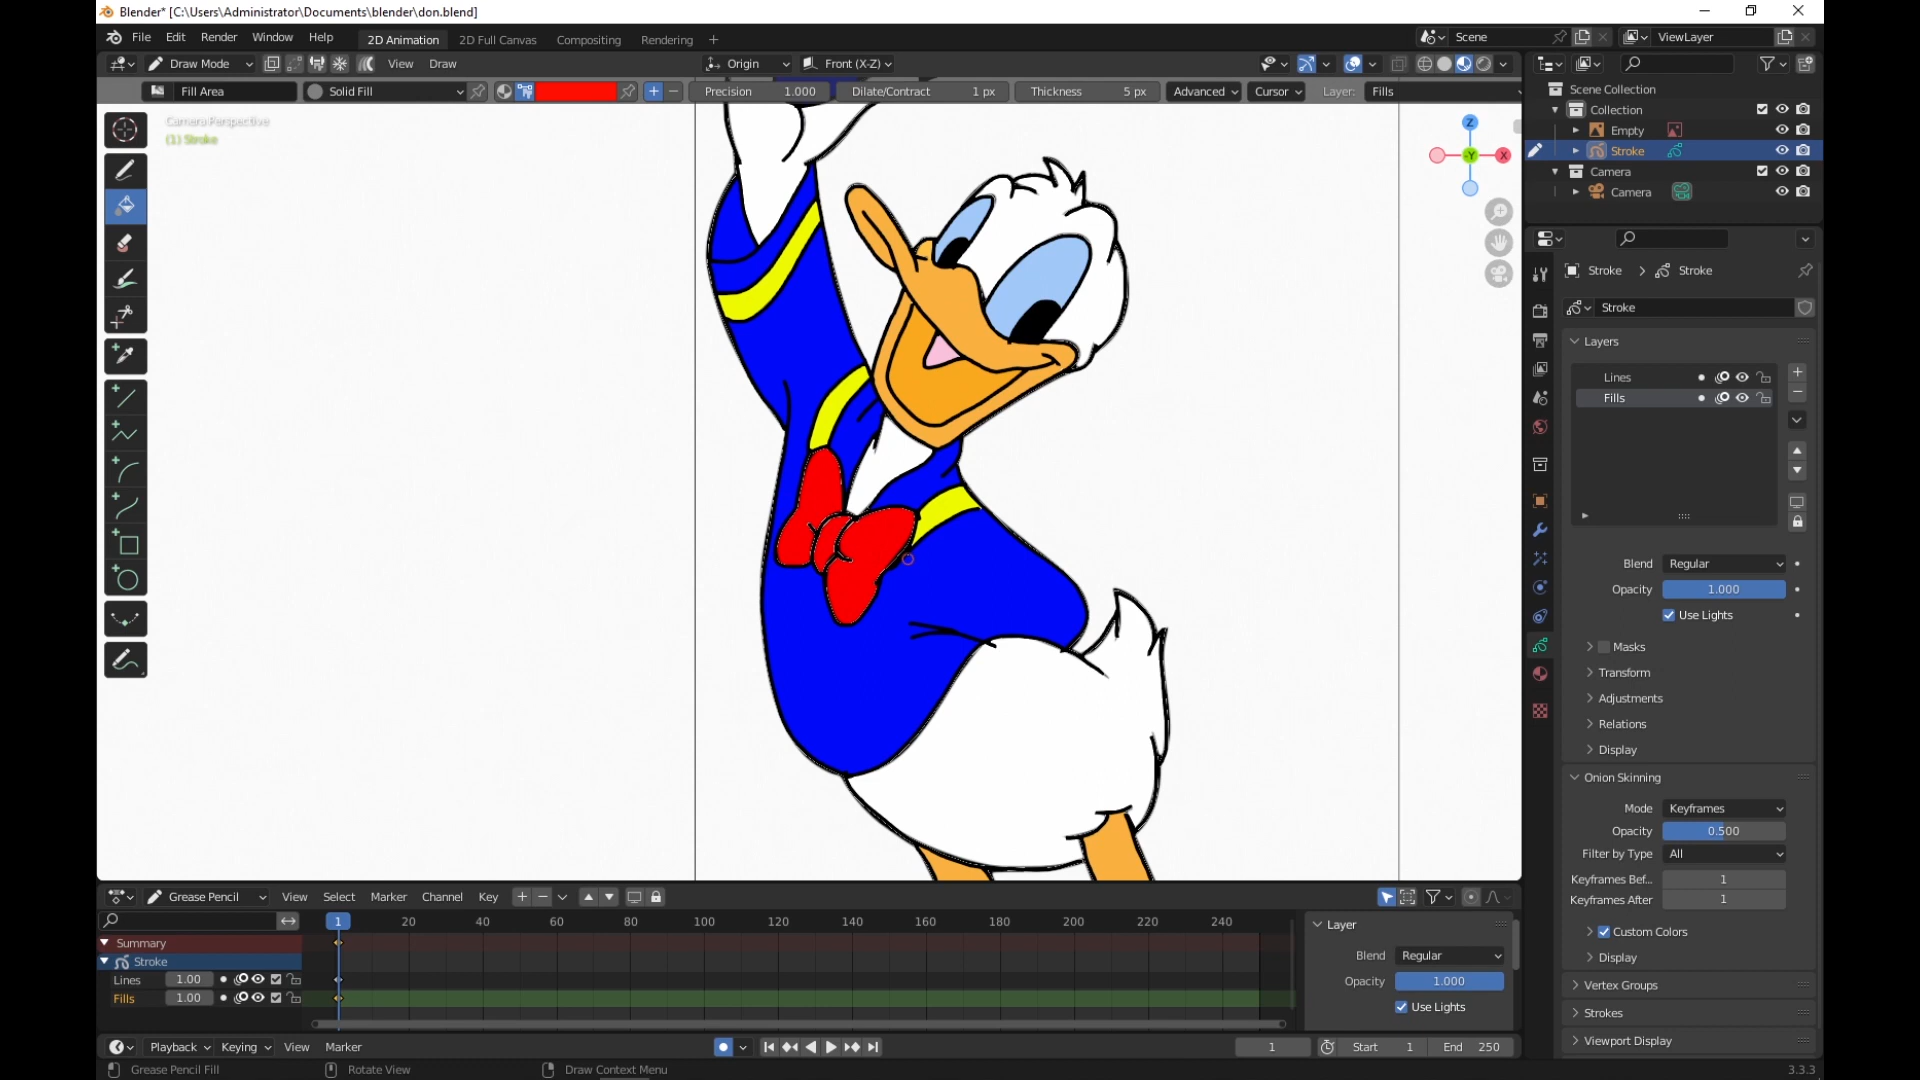 Blender* [C:\Users\Administrator\Documents\blender\don.blend]
File Edit Render Window Help 2D Animation 2D Full Canvas Compositing Rendering + Scene ViewLayer
Draw Mode View Draw Origin Front (X-Z)
Fill Area Solid Fill Precision 1.000 Dilate/Contract 1 px Thickness 5 px Advanced Cursor Layer: Fills
Camera Perspective
(1) Stroke
Z
Y
X
Scene Collection
Collection
Empty
Stroke
Camera
Camera
Stroke > Stroke
Stroke
Layers
Lines
Fills
Blend Regular
Opacity 1.000
Use Lights
Masks
Transform
Adjustments
Relations
Display
Onion Skinning
Mode Keyframes
Opacity 0.500
Filter by Type All
Keyframes Bef... 1
Keyframes After 1
Custom Colors
Display
Vertex Groups
Strokes
Viewport Display
Grease Pencil View Select Marker Channel Key
1 20 40 60 80 100 120 140 160 180 200 220 240
Summary
Stroke
Lines 1.00
Fills 1.00
Layer
Blend Regular
Opacity 1.000
Use Lights
Playback Keying View Marker 1 Start 1 End 250
Grease Pencil Fill Rotate View Draw Context Menu 3.3.3